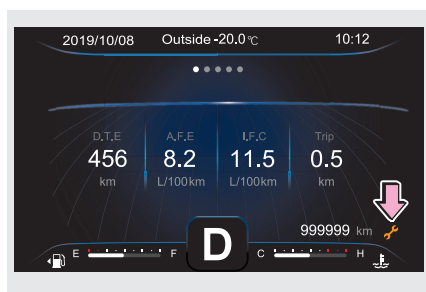 2019/10/08 Outside -20.0 ℃ 10:12
D.T.E A.F.E I.F.C Trip
456 8.2 11.5 0.5
km L/100km L/100km km
999999 km
E F D C H